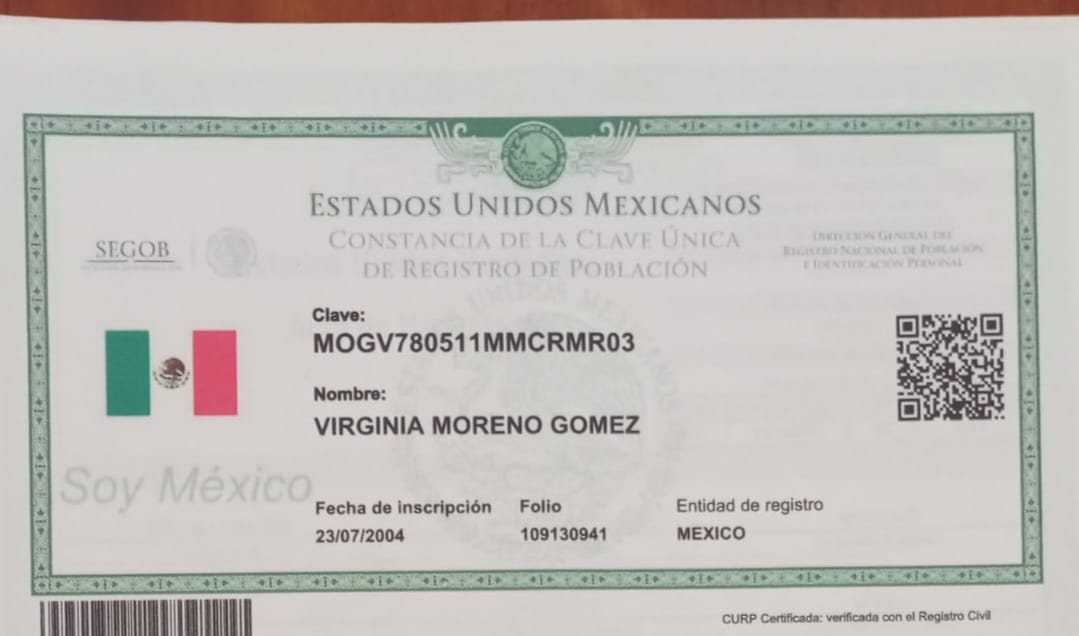 ESTADOS UNIDOS MEXICANOS
CONSTANCIA DE LA CLAVE ÚNICA
DE REGISTRO DE POBLACIÓN
SEGOB
DIRECCIÓN GENERAL DEL
REGISTRO NACIONAL DE POBLACIÓN
E IDENTIFICACIÓN PERSONAL
Clave:
MOGV780511MMCRMR03
Nombre:
VIRGINIA MORENO GOMEZ
Soy México
Fecha de inscripción Folio Entidad de registro
23/07/2004 109130941 MEXICO
CURP Certificada: verificada con el Registro Civil